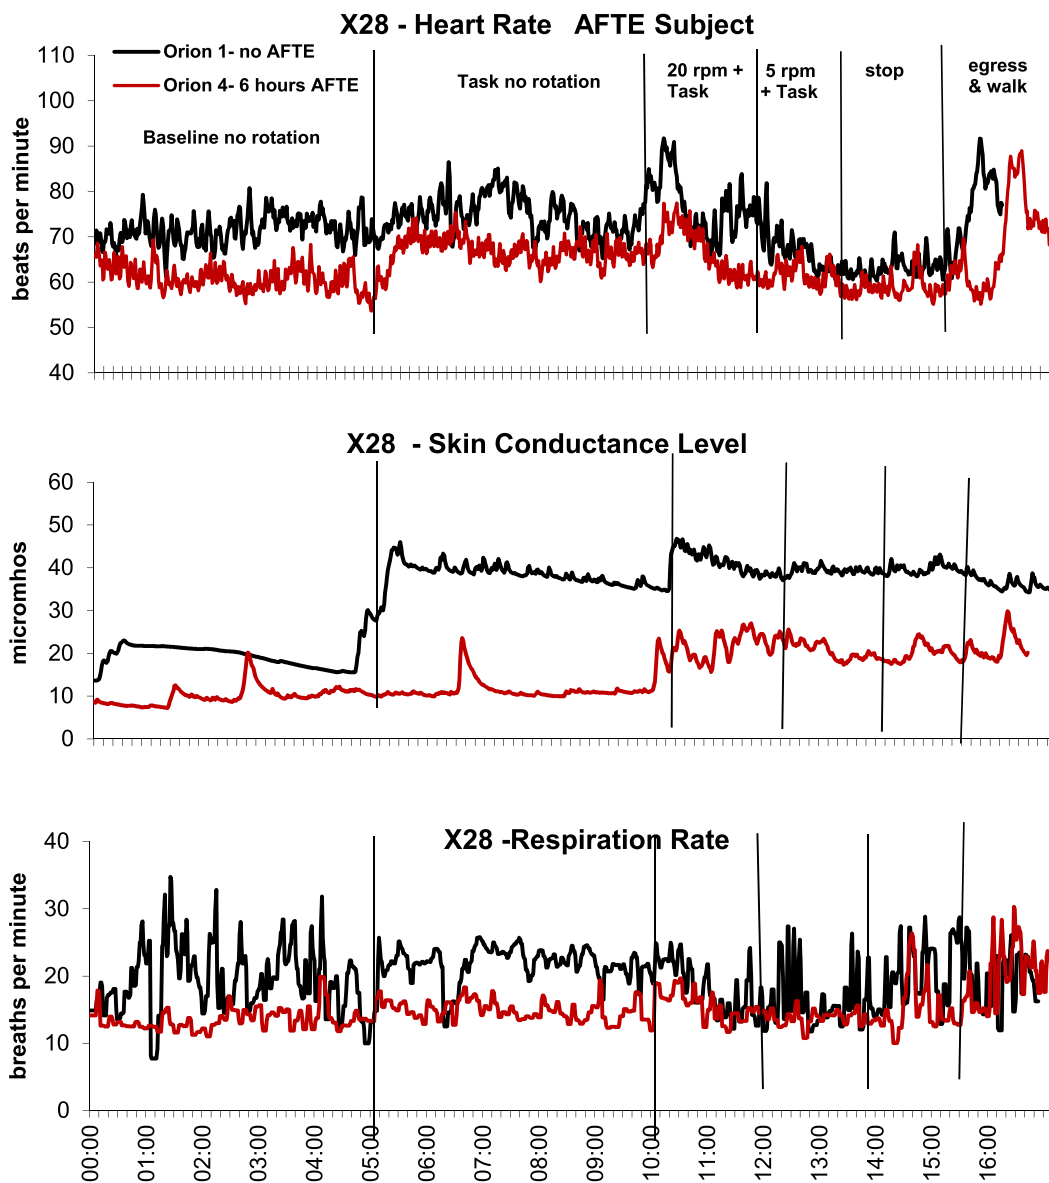 X28 - Heart Rate   AFTE Subject
Orion 1- no AFTE
Orion 4- 6 hours AFTE
Baseline no rotation
Task no rotation
20 rpm +
Task
5 rpm
+ Task
stop
egress
& walk
beats per minute
110
100
90
80
70
60
50
40
X28  - Skin Conductance Level
micromhos
60
50
40
30
20
10
0
X28 -Respiration Rate
breaths per minute
40
30
20
10
0
00:00
01:00
02:00
03:00
04:00
05:00
06:00
07:00
08:00
09:00
10:00
11:00
12:00
13:00
14:00
15:00
16:00